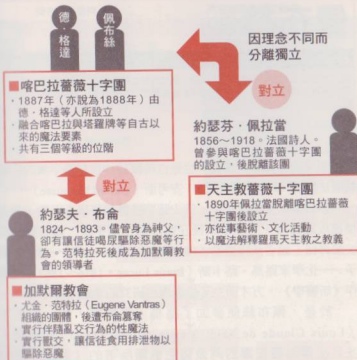 德・格達
佩布絲
因理念不同而
分離獨立
對立
■喀巴拉薔薇十字團
・1887年（亦說為1888年）由
德・格達等人所設立
・融合喀巴拉與塔羅牌等自古以
來的魔法要素
・共有三個等級的位階
約瑟芬・佩拉當
1856～1918。法國詩人。
曾參與喀巴拉薔薇十字團
的設立，後脫離該團
對立
■天主教薔薇十字團
・1890年佩拉當脫離喀巴拉薔薇
十字團後設立
・亦從事藝術、文化活動
・以魔法解釋羅馬天主教之教義
約瑟夫・布侖
1824～1893。儘管身為神父，
卻有讓信徒喝尿驅除惡魔等行
為。范特拉死後成為加默爾教
會的領導者
■加默爾教會
・尤金・范特拉（Eugene Vantras）
組織的團體，後遭布侖篡奪
・實行伴隨亂交行為的性魔法
・實行獸交，讓信徒食用排泄物以
驅除惡魔